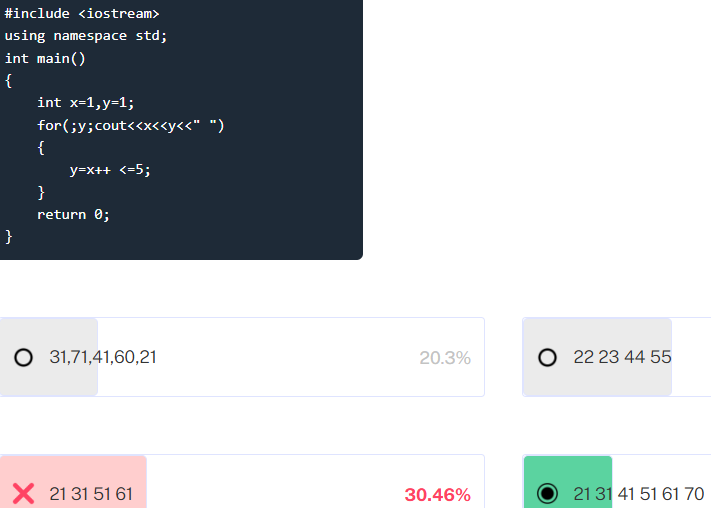 #include <iostream>
using namespace std;
int main()
{
    int x=1,y=1;
    for(;y;cout<<x<<y<<" ")
    {
        y=x++ <=5;
    }
    return 0;
}
31,71,41,60,21 20.3%
22 23 44 55
21 31 51 61 30.46%
21 31 41 51 61 70